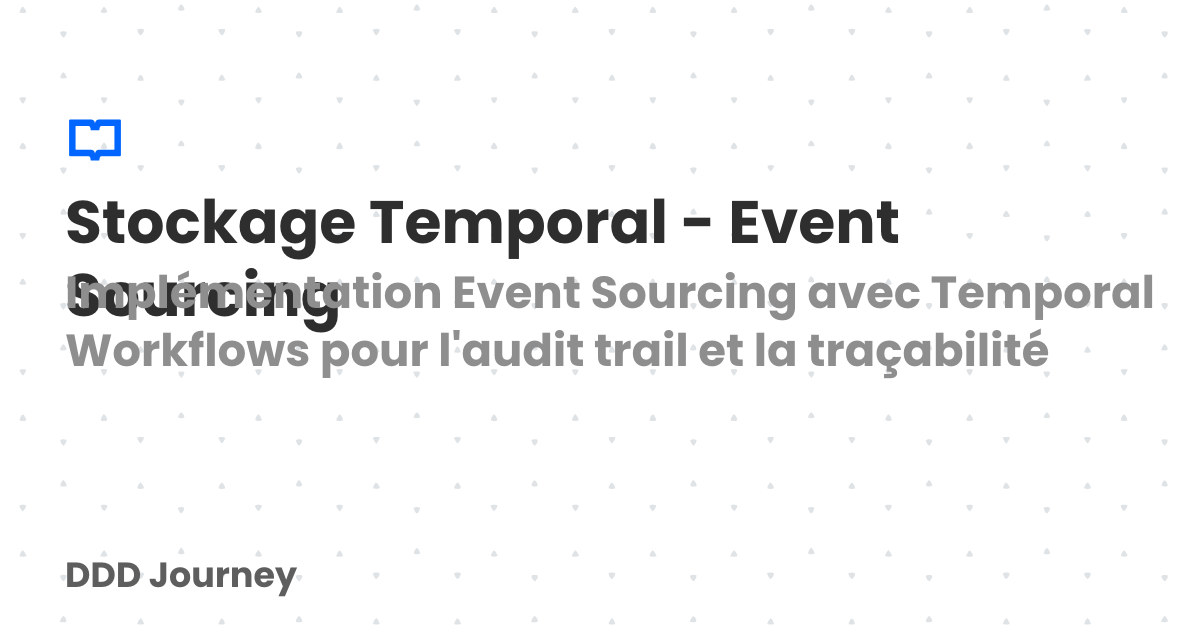 Stockage Temporal - Event
Sourcing
Implémentation Event Sourcing avec Temporal
Workflows pour l'audit trail et la traçabilité
DDD Journey